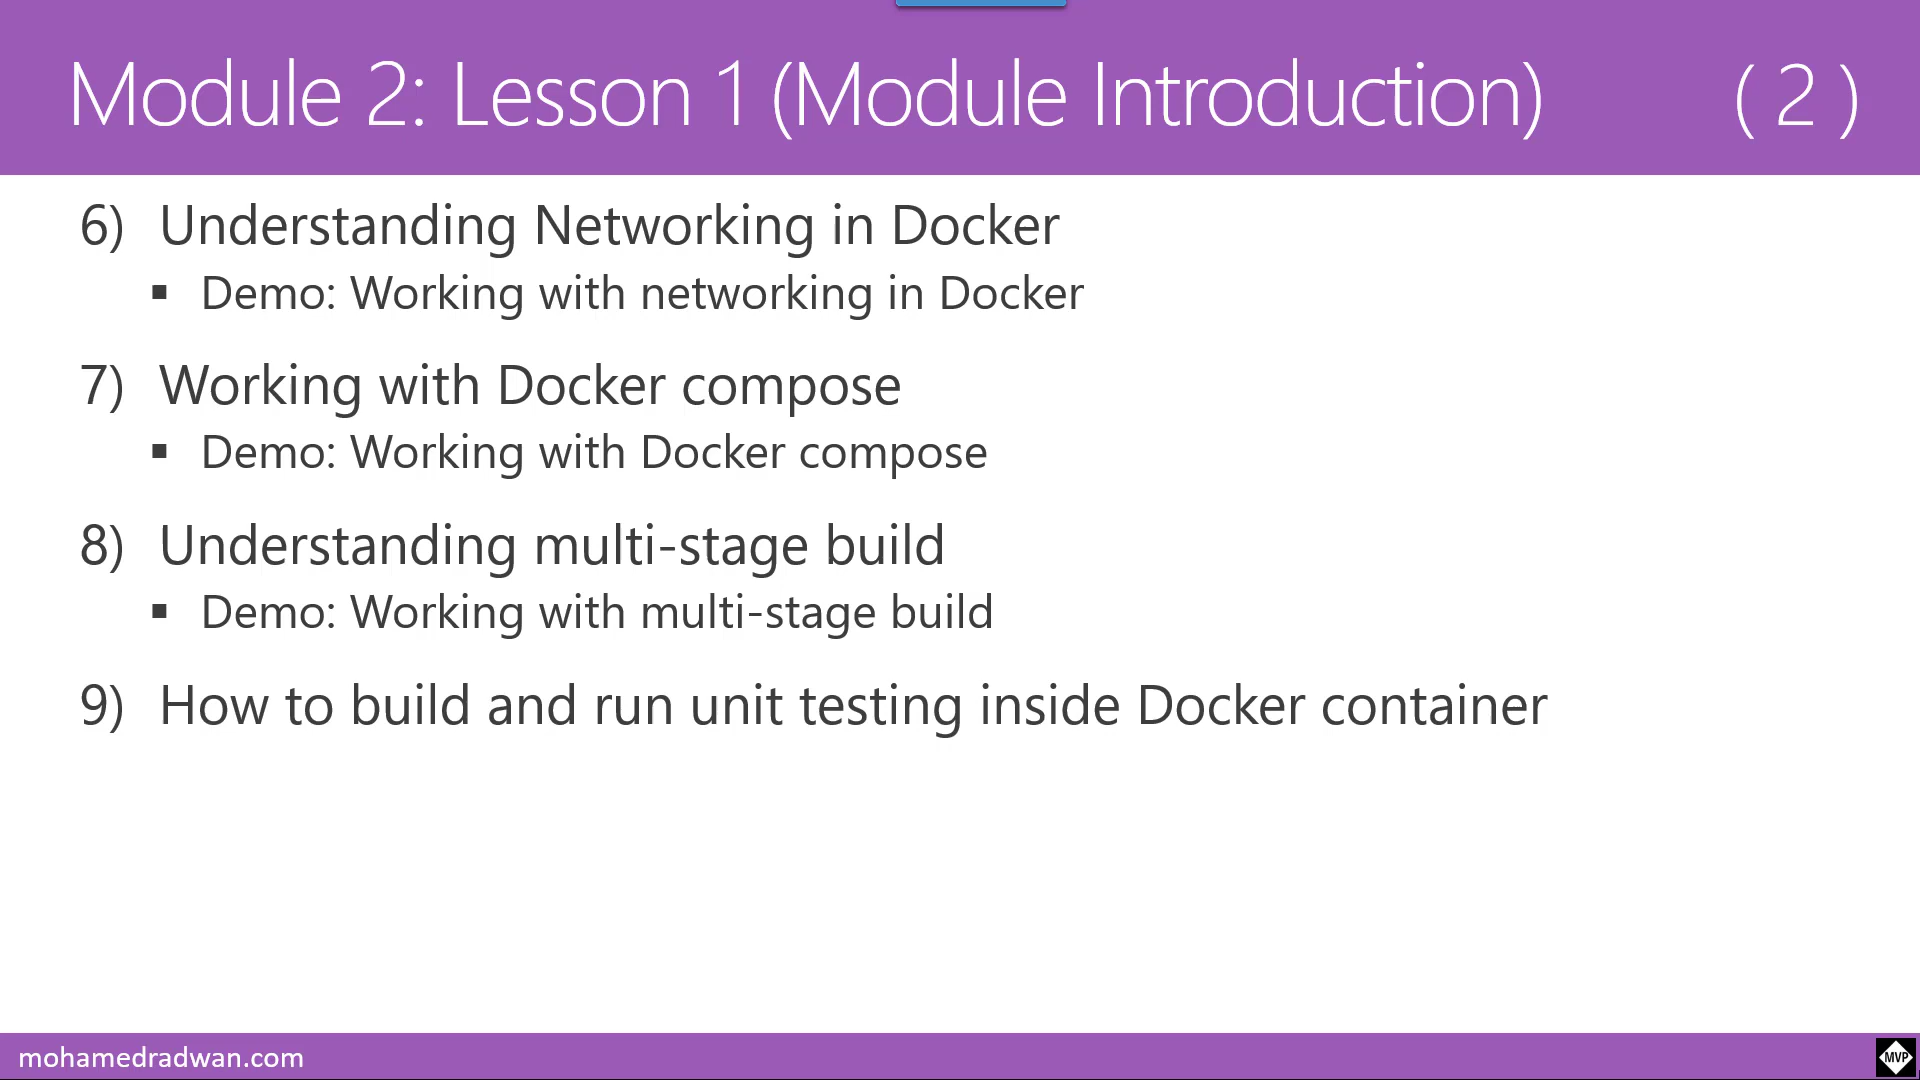 Module 2: Lesson 1 (Module Introduction) ( 2 )
6) Understanding Networking in Docker
▪ Demo: Working with networking in Docker
7) Working with Docker compose
▪ Demo: Working with Docker compose
8) Understanding multi-stage build
▪ Demo: Working with multi-stage build
9) How to build and run unit testing inside Docker container
mohamedradwan.com
MVP